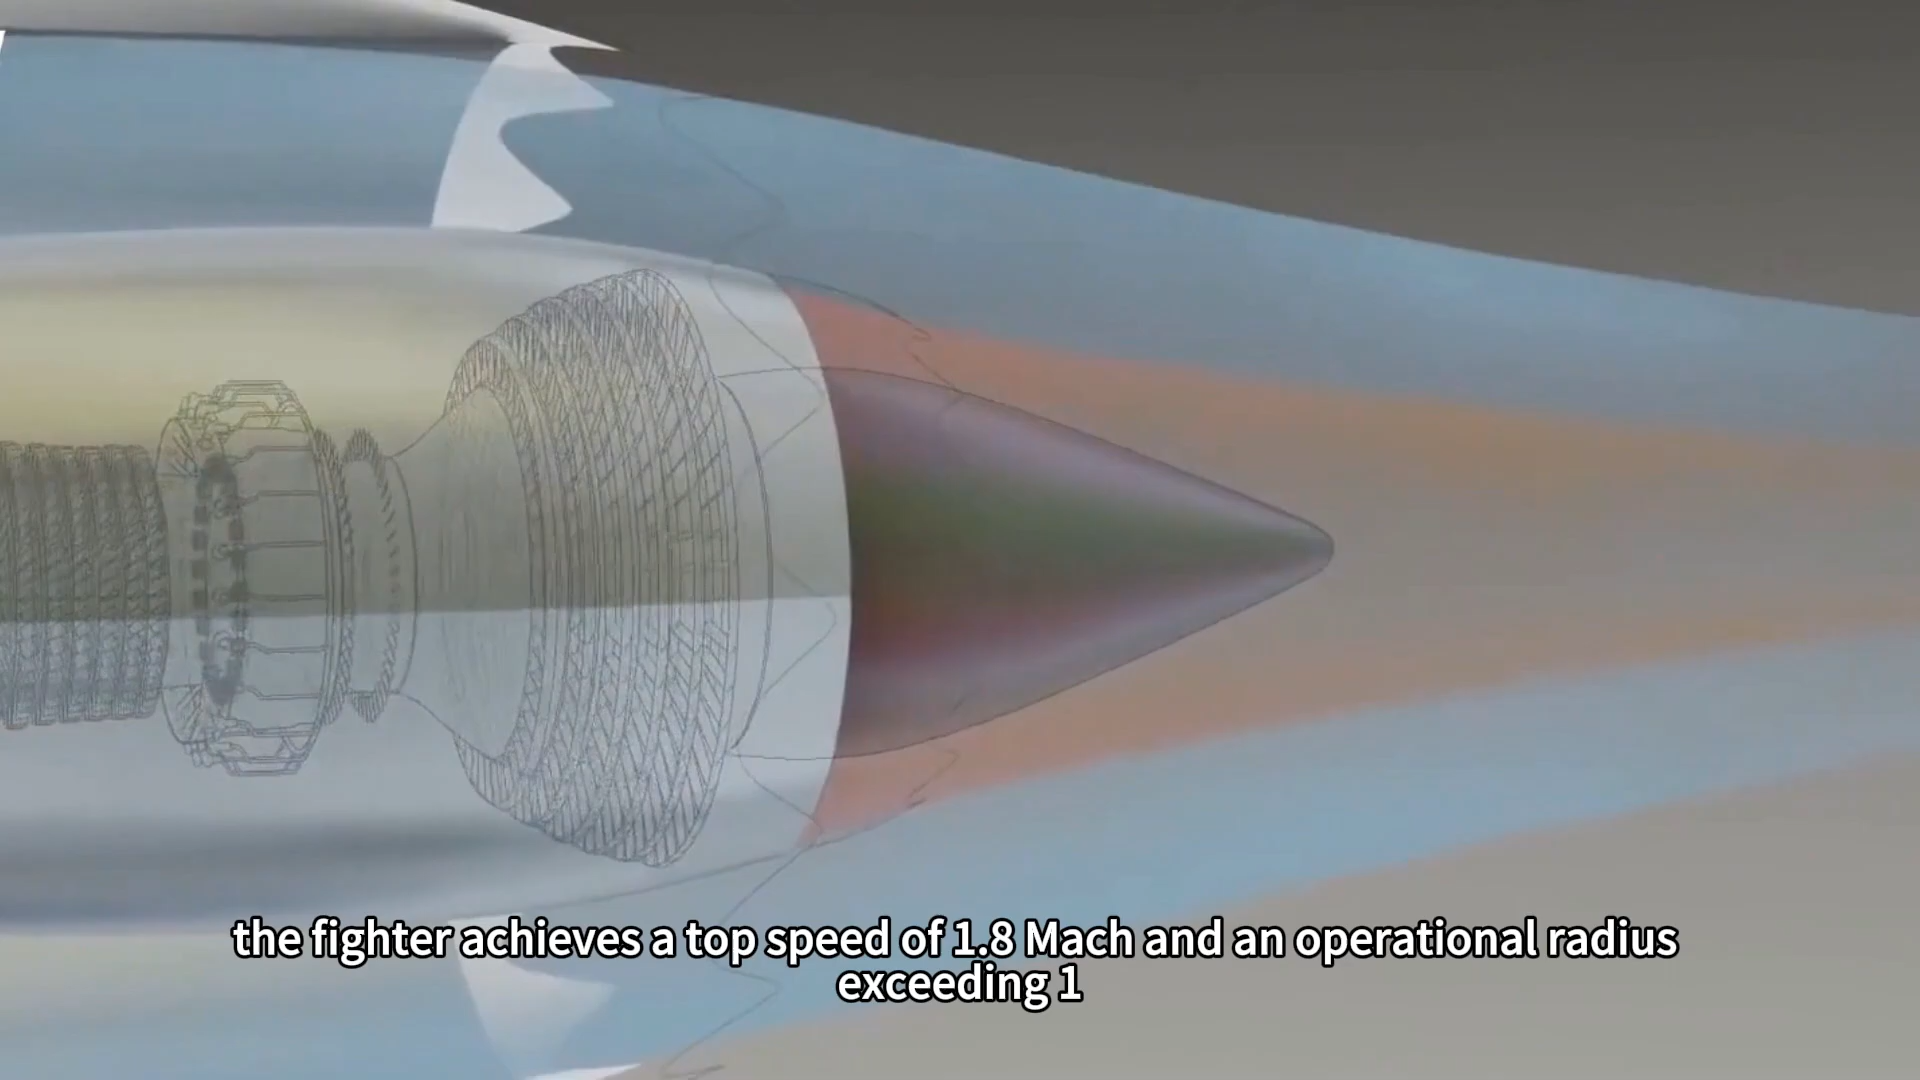 the fighter achieves a top speed of 1.8 Mach and an operational radius
exceeding 1